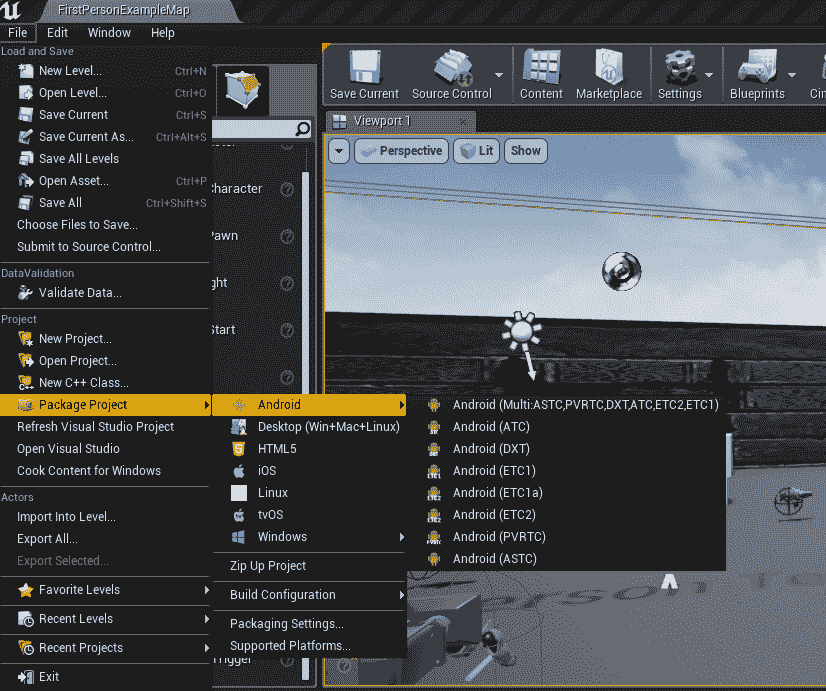 FirstPersonExampleMap
File Edit Window Help
Load and Save
New Level... Ctrl+N
Open Level... Ctrl+O
Save Current Ctrl+S
Save Current As... Ctrl+Alt+S
Save All Levels
Open Asset... Ctrl+P
Save All Ctrl+Shift+S
Choose Files to Save...
Submit to Source Control...
DataValidation
Validate Data...
Project
New Project...
Open Project...
New C++ Class...
Package Project
Refresh Visual Studio Project
Open Visual Studio
Cook Content for Windows
Actors
Import Into Level...
Export All...
Export Selected...
Favorite Levels
Recent Levels
Recent Projects
Exit
Android
Desktop (Win+Mac+Linux)
HTML5
iOS
Linux
tvOS
Windows
Zip Up Project
Build Configuration
Packaging Settings...
Supported Platforms...
Android (Multi:ASTC,PVRTC,DXT,ATC,ETC2,ETC1)
Android (ATC)
Android (DXT)
Android (ETC1)
Android (ETC1a)
Android (ETC2)
Android (PVRTC)
Android (ASTC)
Character
awn
ght
Start
Trigger
Save Current Source Control Content Marketplace Settings Blueprints Cin
Viewport 1
Perspective Lit Show